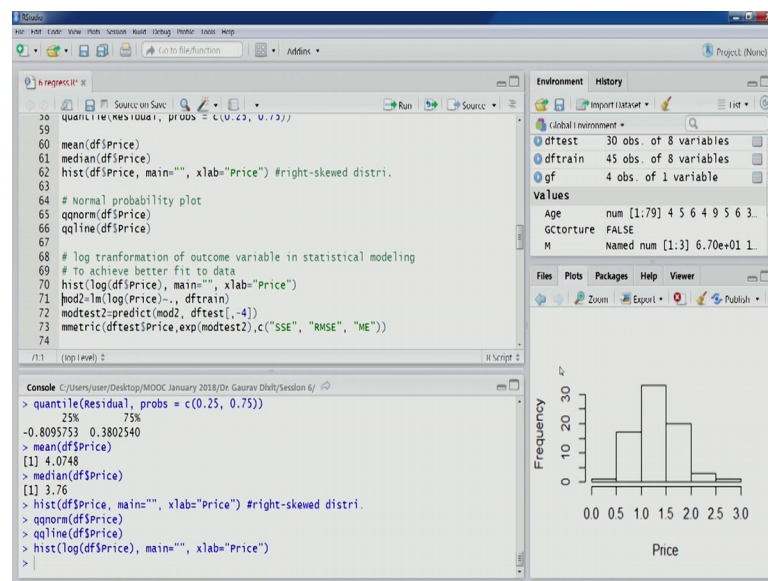 RStudio
File Edit Code View Plots Session Build Debug Profile Tools Help
Go to file/function
Addins
Project: (None)
6 regress.R*
Source on Save
Run
Source
58 quantile(Residual, probs = c(0.25, 0.75))
59
60 mean(df$Price)
61 median(df$Price)
62 hist(df$Price, main="", xlab="Price") #right-skewed distri.
63
64 # Normal probability plot
65 qqnorm(df$Price)
66 qqline(df$Price)
67
68 # log tranformation of outcome variable in statistical modeling
69 # To achieve better fit to data
70 hist(log(df$Price), main="", xlab="Price")
71 mod2=lm(log(Price)~., dftrain)
72 modtest2=predict(mod2, dftest[,-4])
73 mmetric(dftest$Price,exp(modtest2),c("SSE", "RMSE", "ME"))
74
71:1 (Top Level) R Script
Console C:/Users/user/Desktop/MOOC January 2018/Dr. Gaurav Dixit/Session 6/
> quantile(Residual, probs = c(0.25, 0.75))
25% 75%
-0.8095753 0.3802540
> mean(df$Price)
[1] 4.0748
> median(df$Price)
[1] 3.76
> hist(df$Price, main="", xlab="Price") #right-skewed distri.
> qqnorm(df$Price)
> qqline(df$Price)
> hist(log(df$Price), main="", xlab="Price")
>
Environment History
Import Dataset List
Global Environment
dftest 30 obs. of 8 variables
dftrain 45 obs. of 8 variables
gf 4 obs. of 1 variable
Values
Age num [1:79] 4 5 6 4 9 5 6 3…
GCtorture FALSE
M Named num [1:3] 6.70e+01 1…
Files Plots Packages Help Viewer
Zoom Export Publish
Frequency
0 10 20 30
0.0 0.5 1.0 1.5 2.0 2.5 3.0
Price